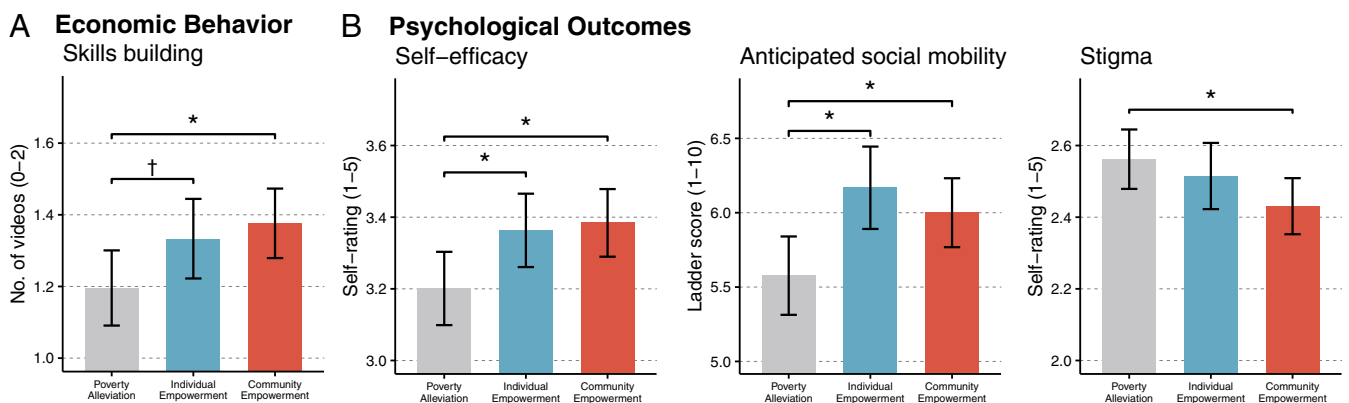 A Economic Behavior
Skills building
No. of videos (0−2)
1.6
1.4
1.2
1.0
*
†
Poverty Alleviation
Individual Empowerment
Community Empowerment
B Psychological Outcomes
Self−efficacy
Self−rating (1−5)
3.6
3.4
3.2
3.0
*
*
Poverty Alleviation
Individual Empowerment
Community Empowerment
Anticipated social mobility
Ladder score (1−10)
6.5
6.0
5.5
5.0
*
*
Poverty Alleviation
Individual Empowerment
Community Empowerment
Stigma
Self−rating (1−5)
2.6
2.4
2.2
2.0
*
Poverty Alleviation
Individual Empowerment
Community Empowerment